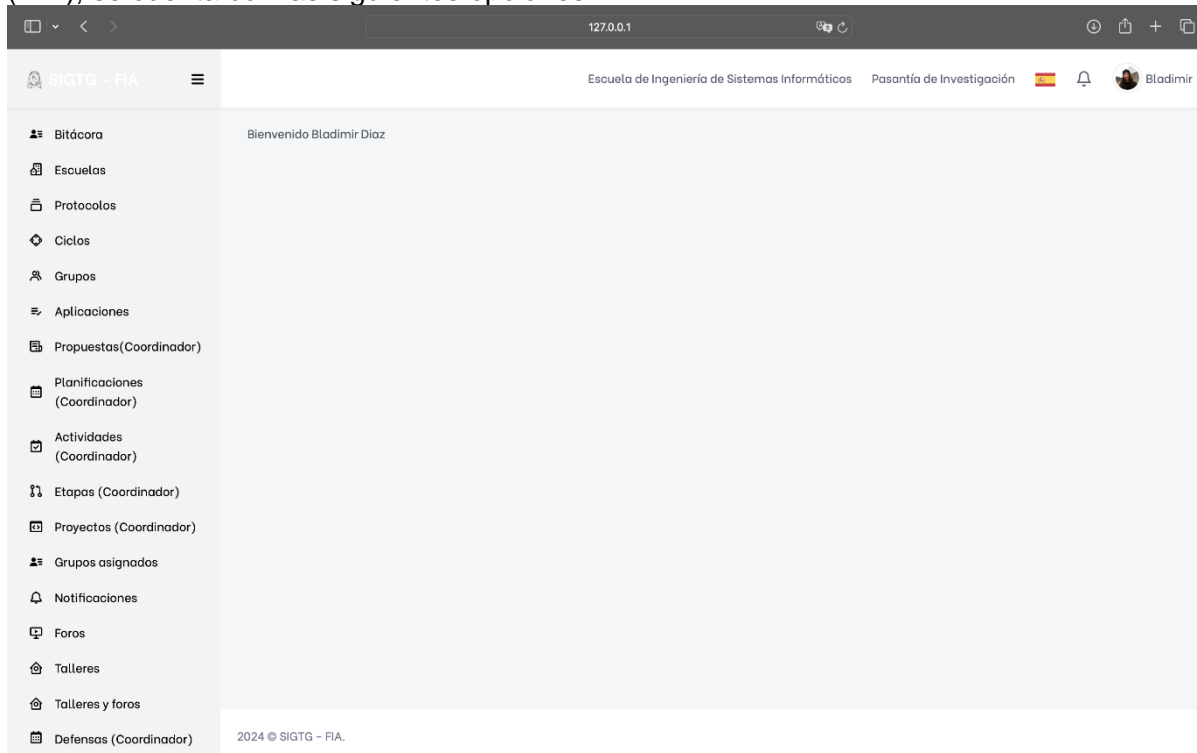 127.0.0.1
SIGTG - FIA
Escuela de Ingeniería de Sistemas Informáticos
Pasantía de Investigación
Bladimir
Bitácora
Bienvenido Bladimir Diaz
Escuelas
Protocolos
Ciclos
Grupos
Aplicaciones
Propuestas(Coordinador)
Planificaciones
(Coordinador)
Actividades
(Coordinador)
Etapas (Coordinador)
Proyectos (Coordinador)
Grupos asignados
Notificaciones
Foros
Talleres
Talleres y foros
Defensas (Coordinador)
2024 © SIGTG - FIA.